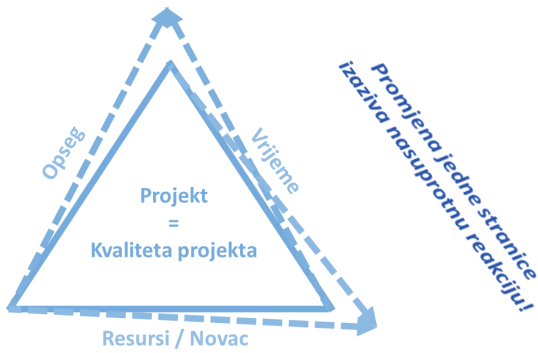 Opseg
Vrijeme
Projekt
=
Kvaliteta projekta
Resursi / Novac
Promjena jedne stranice
izaziva nasuprotnu reakciju!